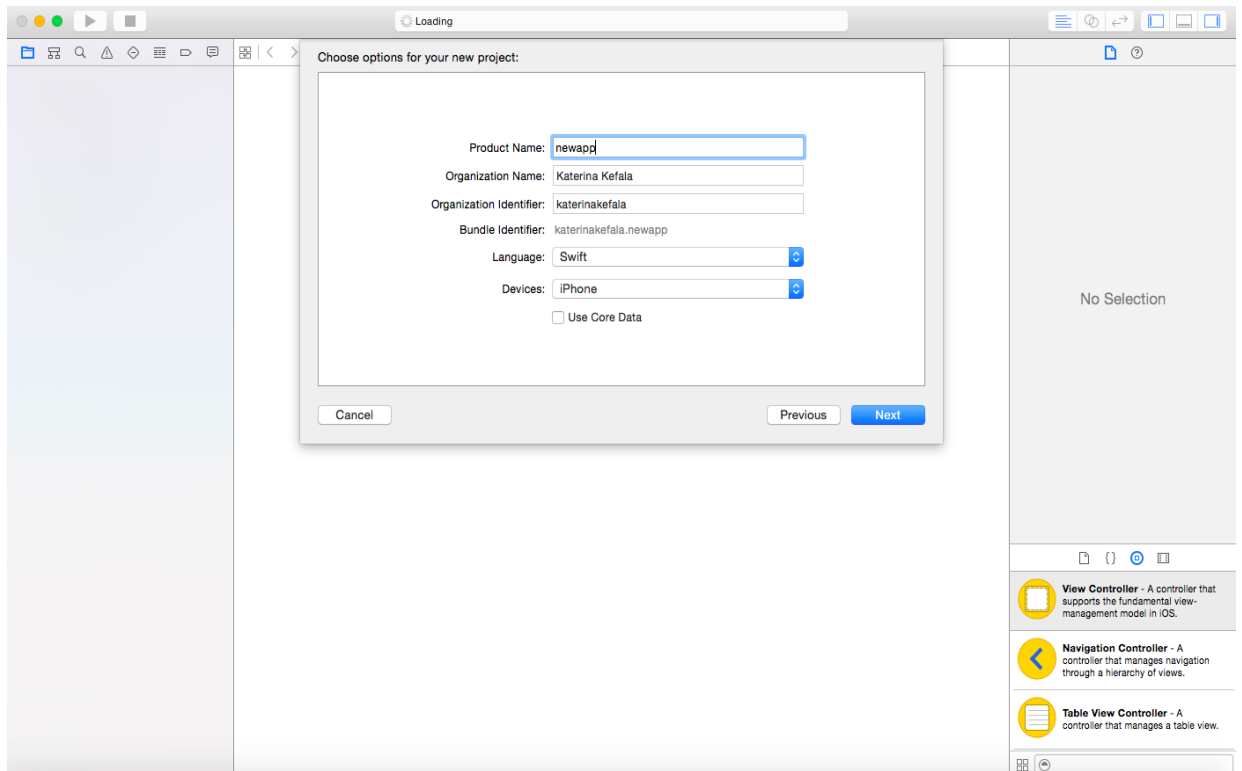 Loading
Choose options for your new project:
Product Name: newapp
Organization Name: Katerina Kefala
Organization Identifier: katerinakefala
Bundle Identifier: katerinakefala.newapp
Language: Swift
Devices: iPhone
Use Core Data
Cancel Previous Next
No Selection
View Controller - A controller that
supports the fundamental view-
management model in iOS.
Navigation Controller - A
controller that manages navigation
through a hierarchy of views.
Table View Controller - A
controller that manages a table view.